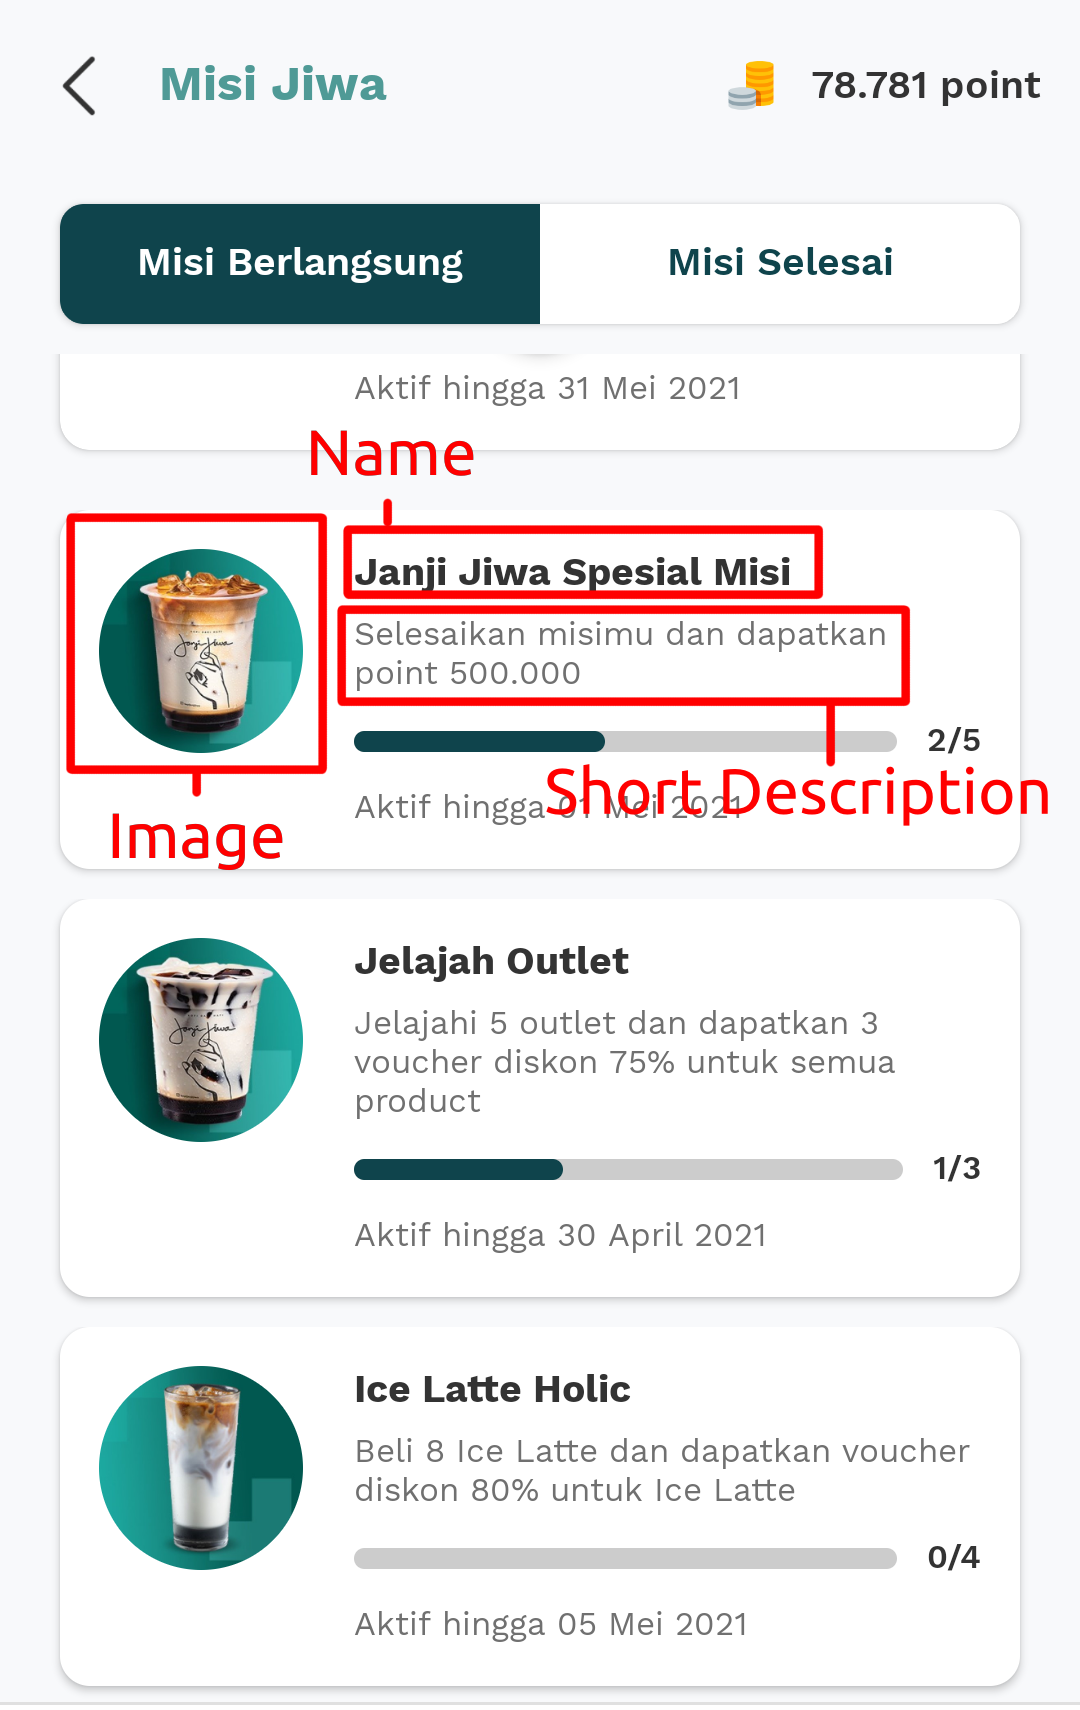 Misi Jiwa
78.781 point
Misi Berlangsung
Misi Selesai
Aktif hingga 31 Mei 2021
Name
Janji Jiwa Spesial Misi
Selesaikan misimu dan dapatkan
point 500.000
2/5
Short Description
Aktif hingga 01 Mei 2021
Image
Janji Jiwa
Jelajah Outlet
Jelajahi 5 outlet dan dapatkan 3
voucher diskon 75% untuk semua
product
Janji Jiwa
1/3
Aktif hingga 30 April 2021
Ice Latte Holic
Beli 8 Ice Latte dan dapatkan voucher
diskon 80% untuk Ice Latte
0/4
Aktif hingga 05 Mei 2021